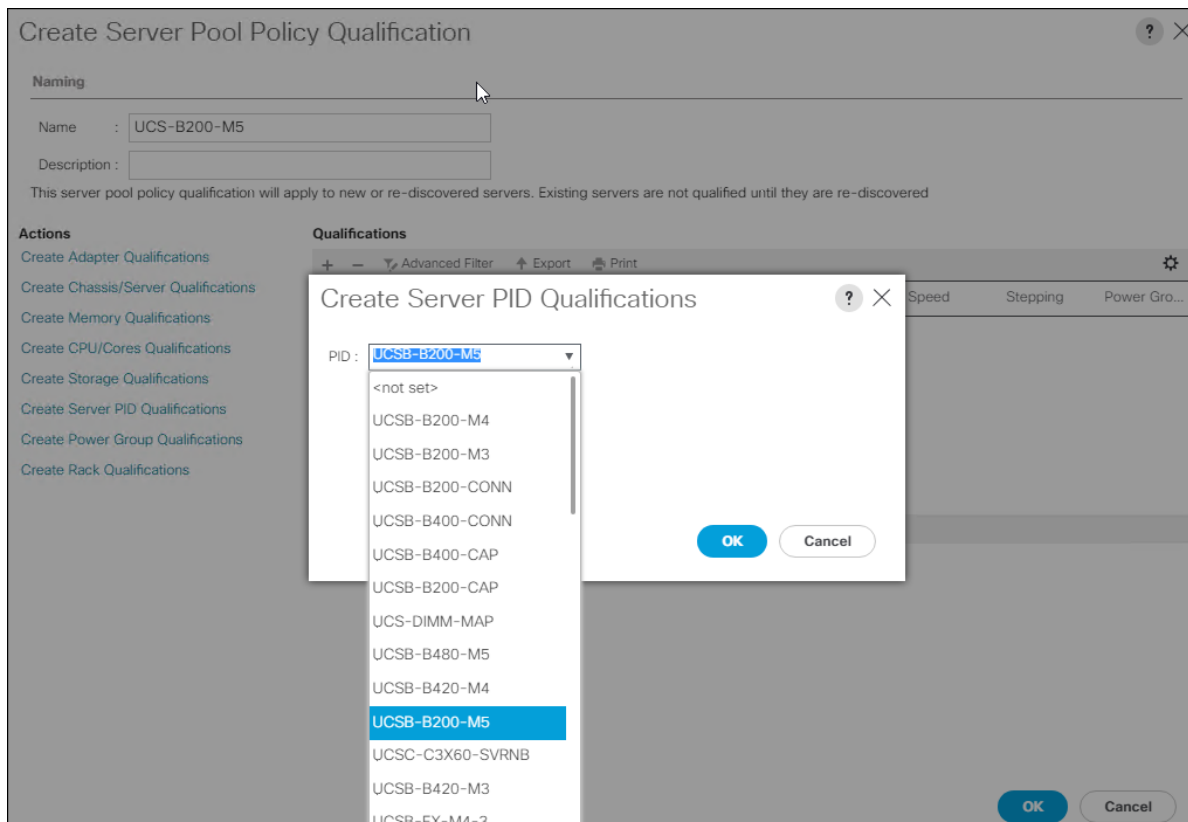 Create Server Pool Policy Qualification
?
Naming
Name : UCS-B200-M5
Description :
This server pool policy qualification will apply to new or re-discovered servers. Existing servers are not qualified until they are re-discovered
Actions
Create Adapter Qualifications
Create Chassis/Server Qualifications
Create Memory Qualifications
Create CPU/Cores Qualifications
Create Storage Qualifications
Create Server PID Qualifications
Create Power Group Qualifications
Create Rack Qualifications
Qualifications
+ − Advanced Filter Export Print
Speed Stepping Power Gro...
Create Server PID Qualifications
?
PID : UCSB-B200-M5
<not set>
UCSB-B200-M4
UCSB-B200-M3
UCSB-B200-CONN
UCSB-B400-CONN
UCSB-B400-CAP
UCSB-B200-CAP
UCS-DIMM-MAP
UCSB-B480-M5
UCSB-B420-M4
UCSB-B200-M5
UCSC-C3X60-SVRNB
UCSB-B420-M3
UCSB-EX-M4-3
OK Cancel
OK Cancel